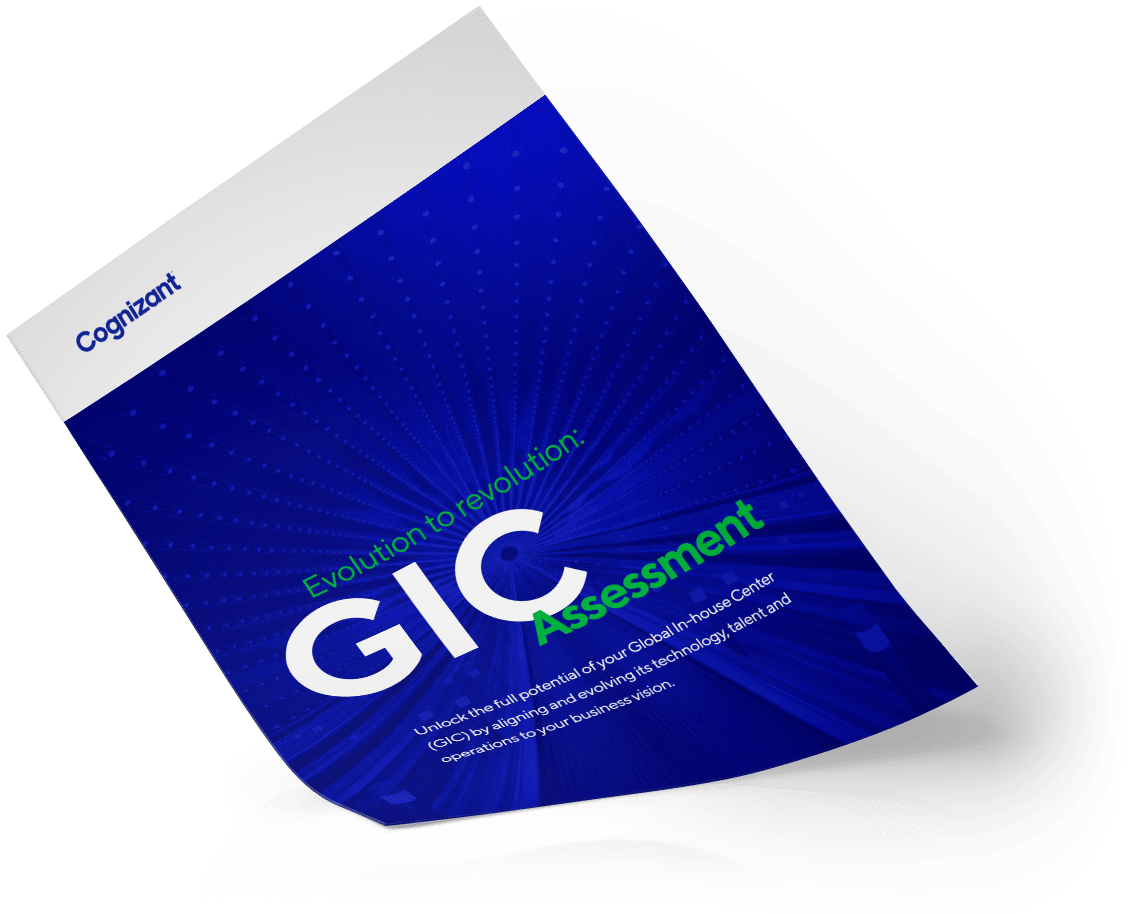 Cognizant
Evolution to revolution:
GIC
Assessment
Unlock the full potential of your Global In-house Center
(GIC) by aligning and evolving its technology, talent and
operations to your business vision.